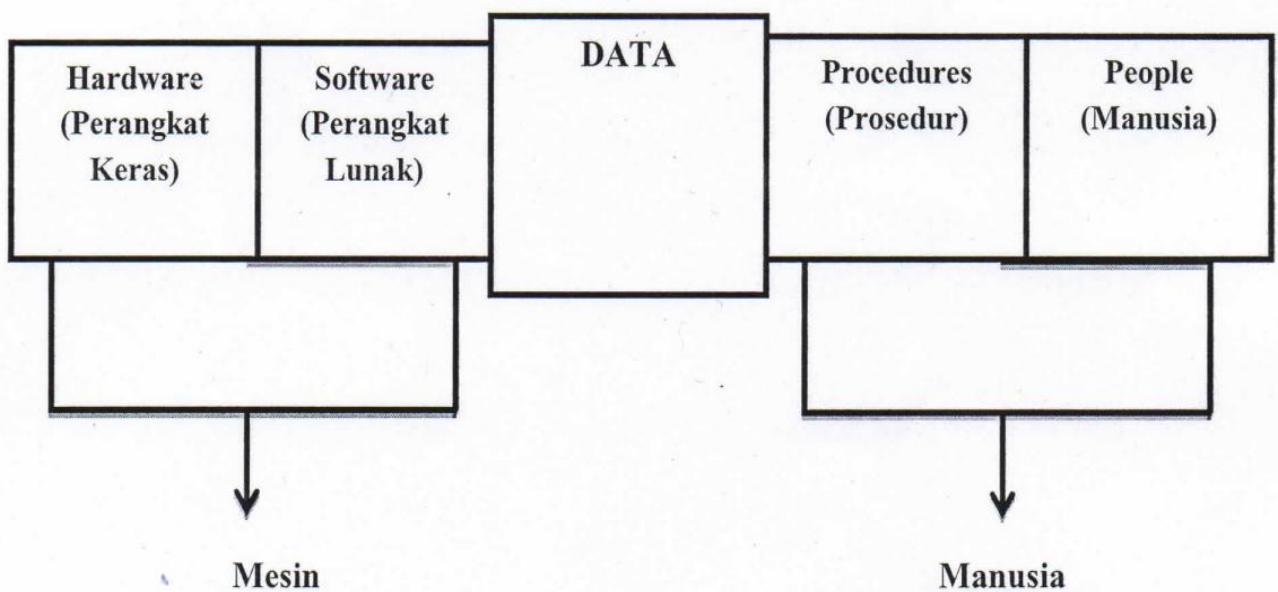 Hardware
(Perangkat
Keras)
Software
(Perangkat
Lunak)
DATA
Procedures
(Prosedur)
People
(Manusia)
Mesin
Manusia